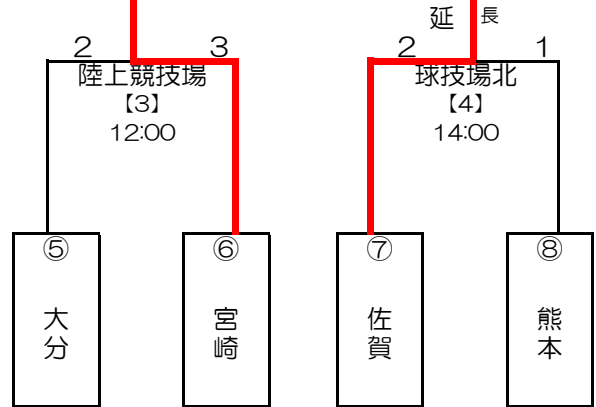 延長
2 3 2 1
陸上競技場 球技場北
【3】 【4】
12:00 14:00
⑤ ⑥ ⑦ ⑧
大分 宮崎 佐賀 熊本